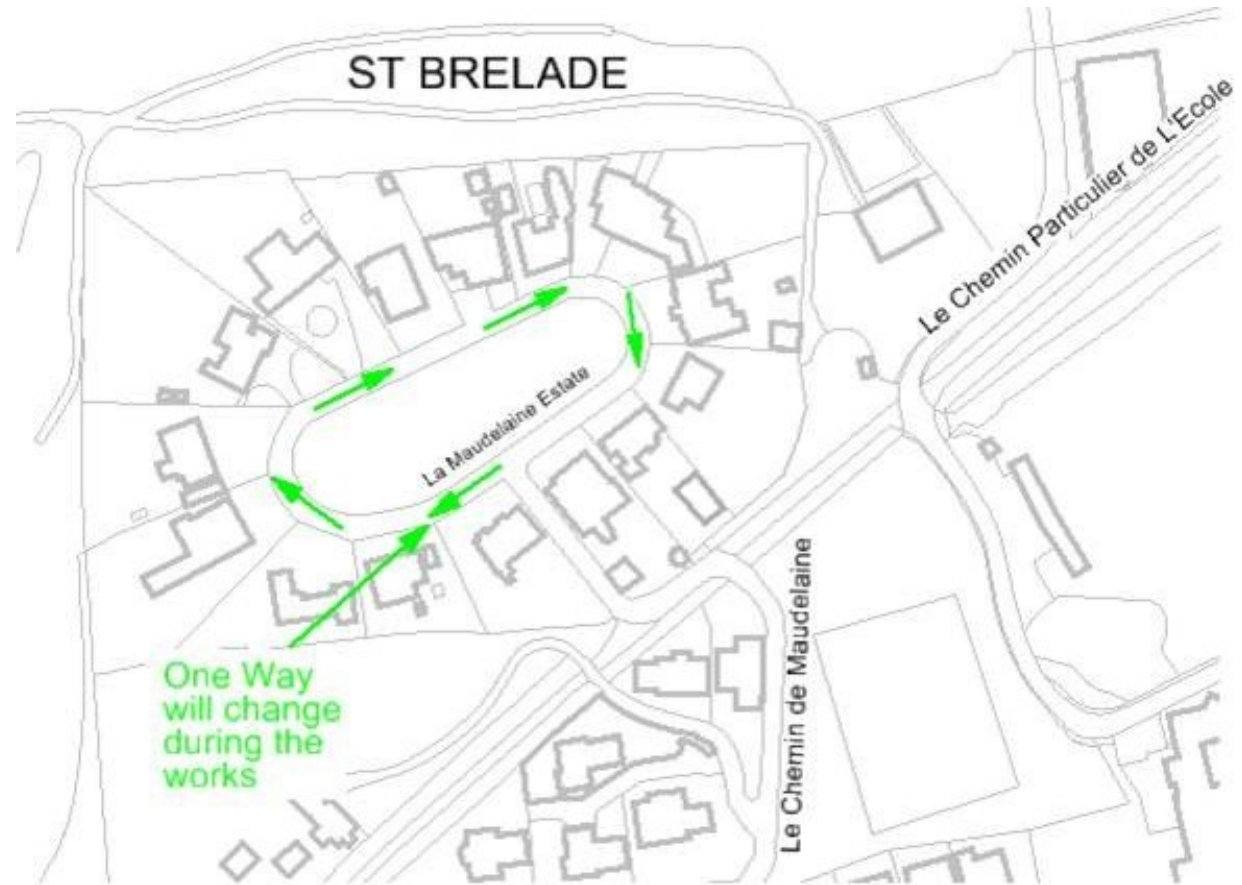 ST BRELADE
Le Chemin Particulier de L'Ecole
La Maudelaine Estate
Le Chemin de Maudelaine
One Way
will change
during the
works